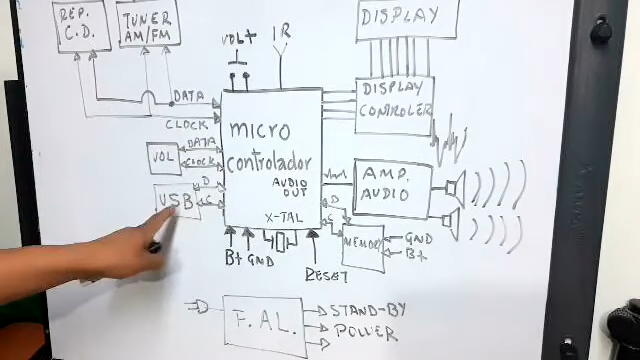 REP.
C.D.
TUNER
AM/FM
VOL+
IR
DISPLAY
DATA
CLOCK
DISPLAY
CONTROLER
micro
controlador
AUDIO
OUT
X-TAL
VOL
DATA
CLOCK
USB
D
C
AMP.
AUDIO
D
C
MEMORY
GND
B+
B+ GND
RESET
F. AL.
STAND-BY
POWER